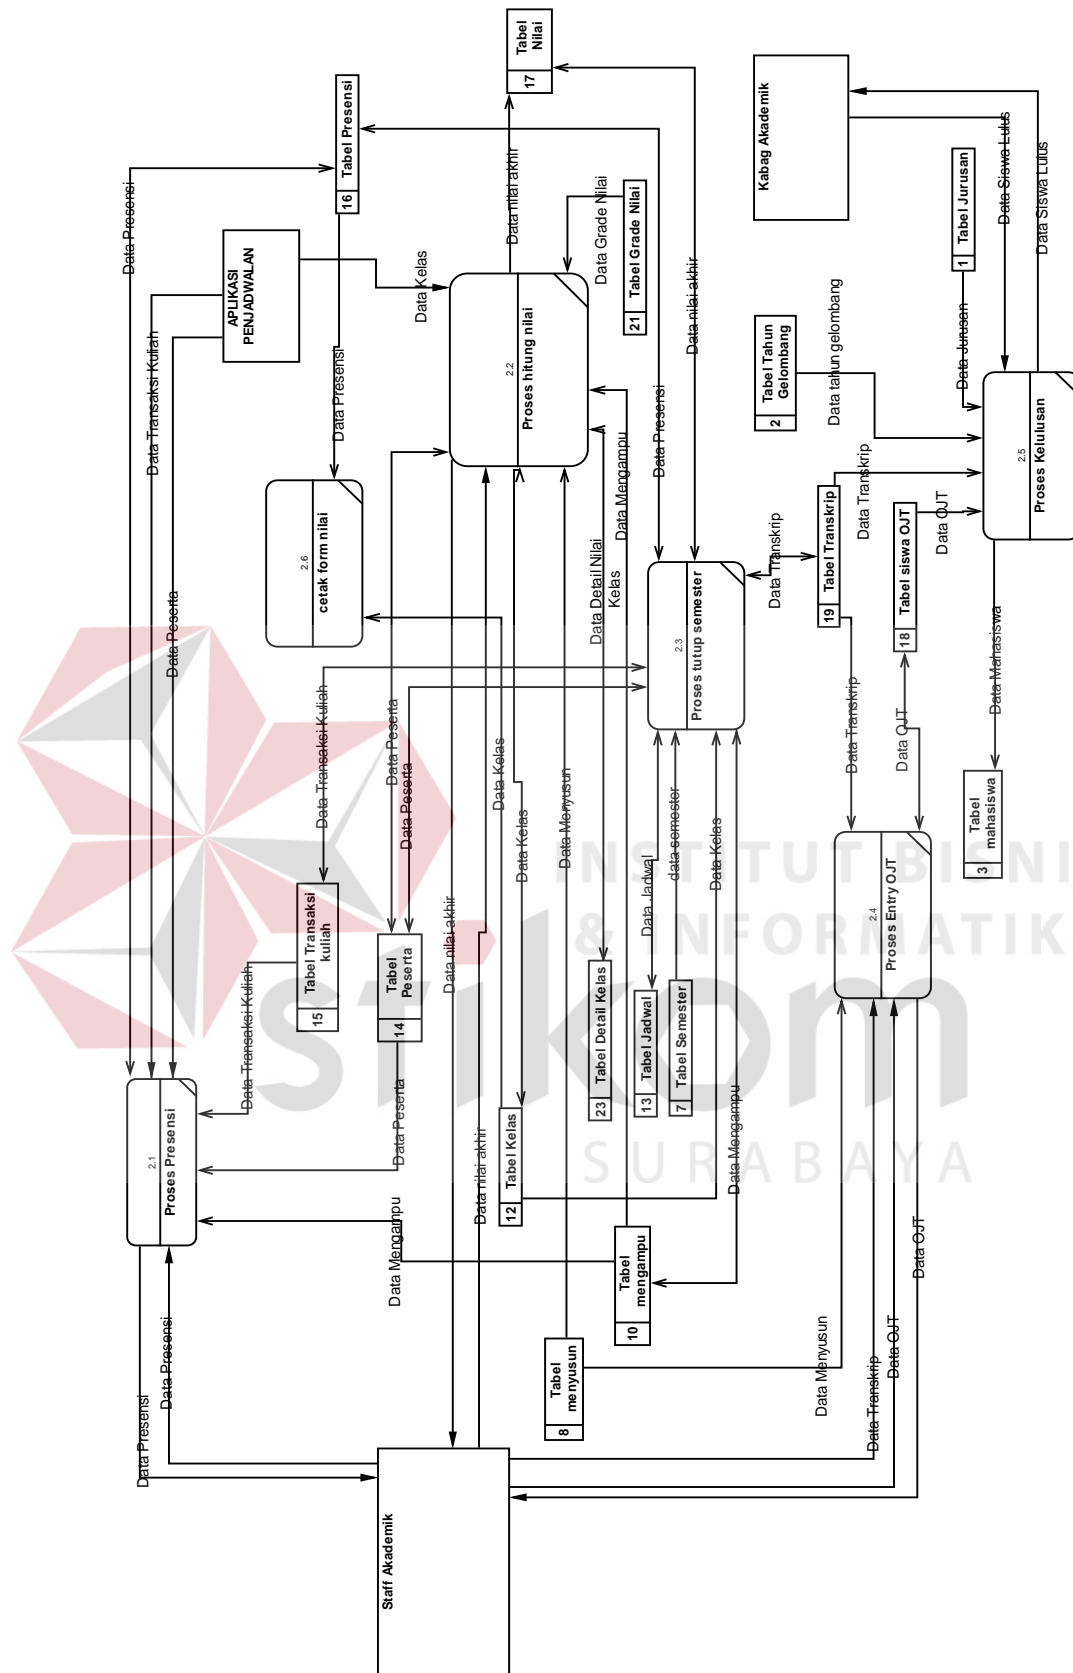 Staff Akademik
Data Presensi
Data Presensi
2.1
Proses Presensi
Data Presensi
Data Transaksi Kuliah
Data Peserta
Data Transaksi Kuliah
Data Peserta
Data Mengampu
APLIKASI
PENJADWALAN
16
Tabel Presensi
Data Presensi
2.6
cetak form nilai
Data Kelas
15
Tabel Transaksi
kuliah
Data Transaksi Kuliah
14
Tabel
Peserta
Data Peserta
Data Peserta
Data Kelas
Data nilai akhir
Data nilai akhir
2.2
Proses hitung nilai
Data nilai akhir
17
Tabel
Nilai
Data Grade Nilai
21
Tabel Grade Nilai
Data Kelas
12
Tabel Kelas
Data Menyusun
8
Tabel
menyusun
Data Detail Nilai
Kelas
23
Tabel Detail Kelas
Data Mengampu
10
Tabel
mengampu
Data Presensi
Data nilai akhir
2.3
Proses tutup semester
Data Jadwal
13
Tabel Jadwal
data semester
7
Tabel Semester
Data Kelas
Data Mengampu
Data Transkrip
19
Tabel Transkrip
Data Transkrip
Data Transkrip
18
Tabel siswa OJT
Data OJT
Data OJT
2.4
Proses Entry OJT
Data Menyusun
Data Transkrip
Data OJT
Data OJT
2
Tabel Tahun
Gelombang
Data tahun gelombang
1
Tabel Jurusan
Data Jurusan
Kabag Akademik
Data Siswa Lulus
Data Siswa Lulus
2.5
Proses Kelulusan
Data Mahasiswa
3
Tabel
mahasiswa
INSTITUT BISNI
& INFORMATIK
stikom
SURABAYA